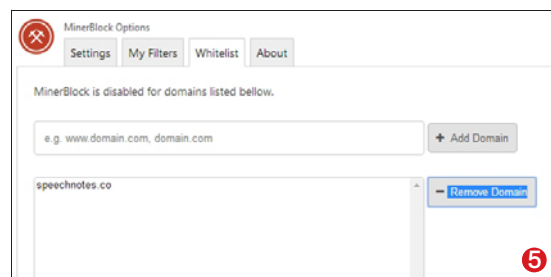 MinerBlock Options
Settings My Filters Whitelist About
MinerBlock is disabled for domains listed bellow.
e.g. www.domain.com, domain.com
+ Add Domain
speechnotes.co
− Remove Domain
5